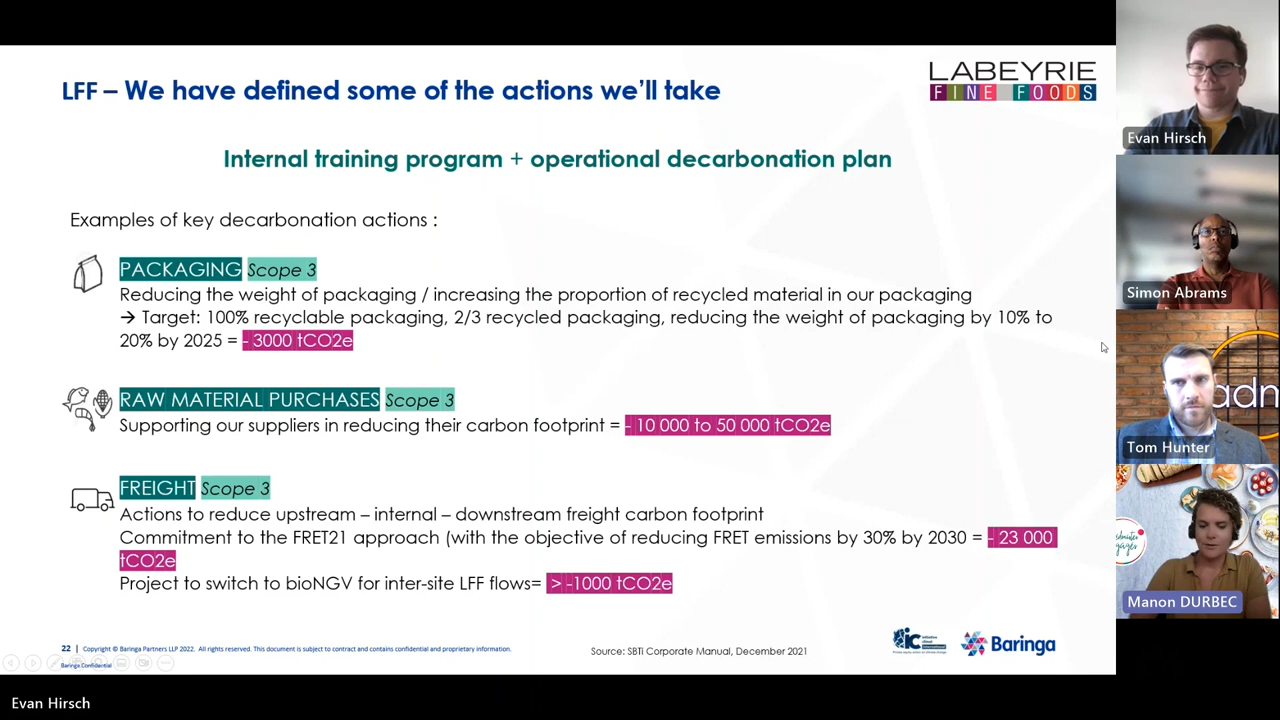 LFF – We have defined some of the actions we'll take
LABEYRIE
FINE FOODS
Internal training program + operational decarbonation plan
Examples of key decarbonation actions :
PACKAGING Scope 3
Reducing the weight of packaging / increasing the proportion of recycled material in our packaging
→ Target: 100% recyclable packaging, 2/3 recycled packaging, reducing the weight of packaging by 10% to
20% by 2025 = - 3000 tCO2e
RAW MATERIAL PURCHASES Scope 3
Supporting our suppliers in reducing their carbon footprint = - 10 000 to 50 000 tCO2e
FREIGHT Scope 3
Actions to reduce upstream – internal – downstream freight carbon footprint
Commitment to the FRET21 approach (with the objective of reducing FRET emissions by 30% by 2030 = - 23 000
tCO2e
Project to switch to bioNGV for inter-site LFF flows= > -1000 tCO2e
22 | Copyright © Baringa Partners LLP 2022. All rights reserved. This document is subject to contract and contains confidential and proprietary information.
Baringa Confidential
Source: SBTi Corporate Manual, December 2021
Baringa
Evan Hirsch
Simon Abrams
adn
Tom Hunter
Manon DURBEC
Evan Hirsch